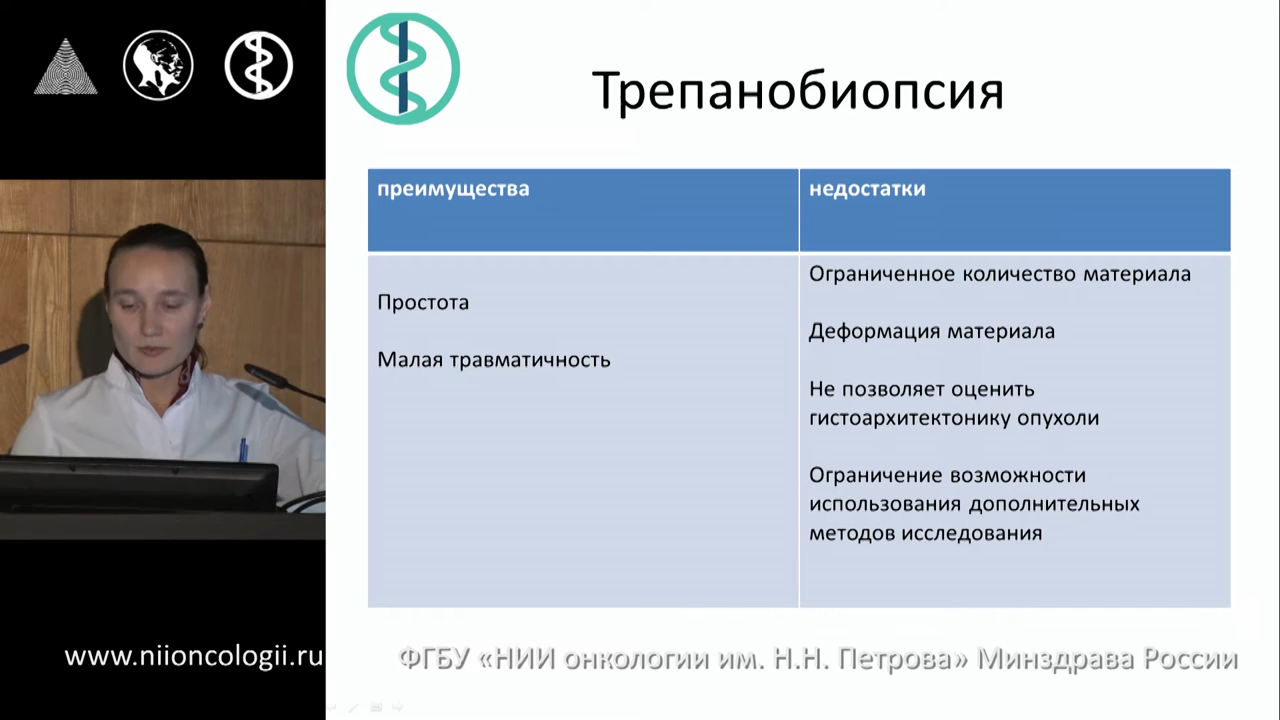 Трепанобиопсия
преимущества
недостатки
Простота
Малая травматичность
Ограниченное количество материала
Деформация материала
Не позволяет оценить
гистоархитектонику опухоли
Ограничение возможности
использования дополнительных
методов исследования
www.niioncologii.ru
ФГБУ «НИИ онкологии им. Н.Н. Петрова» Минздрава России